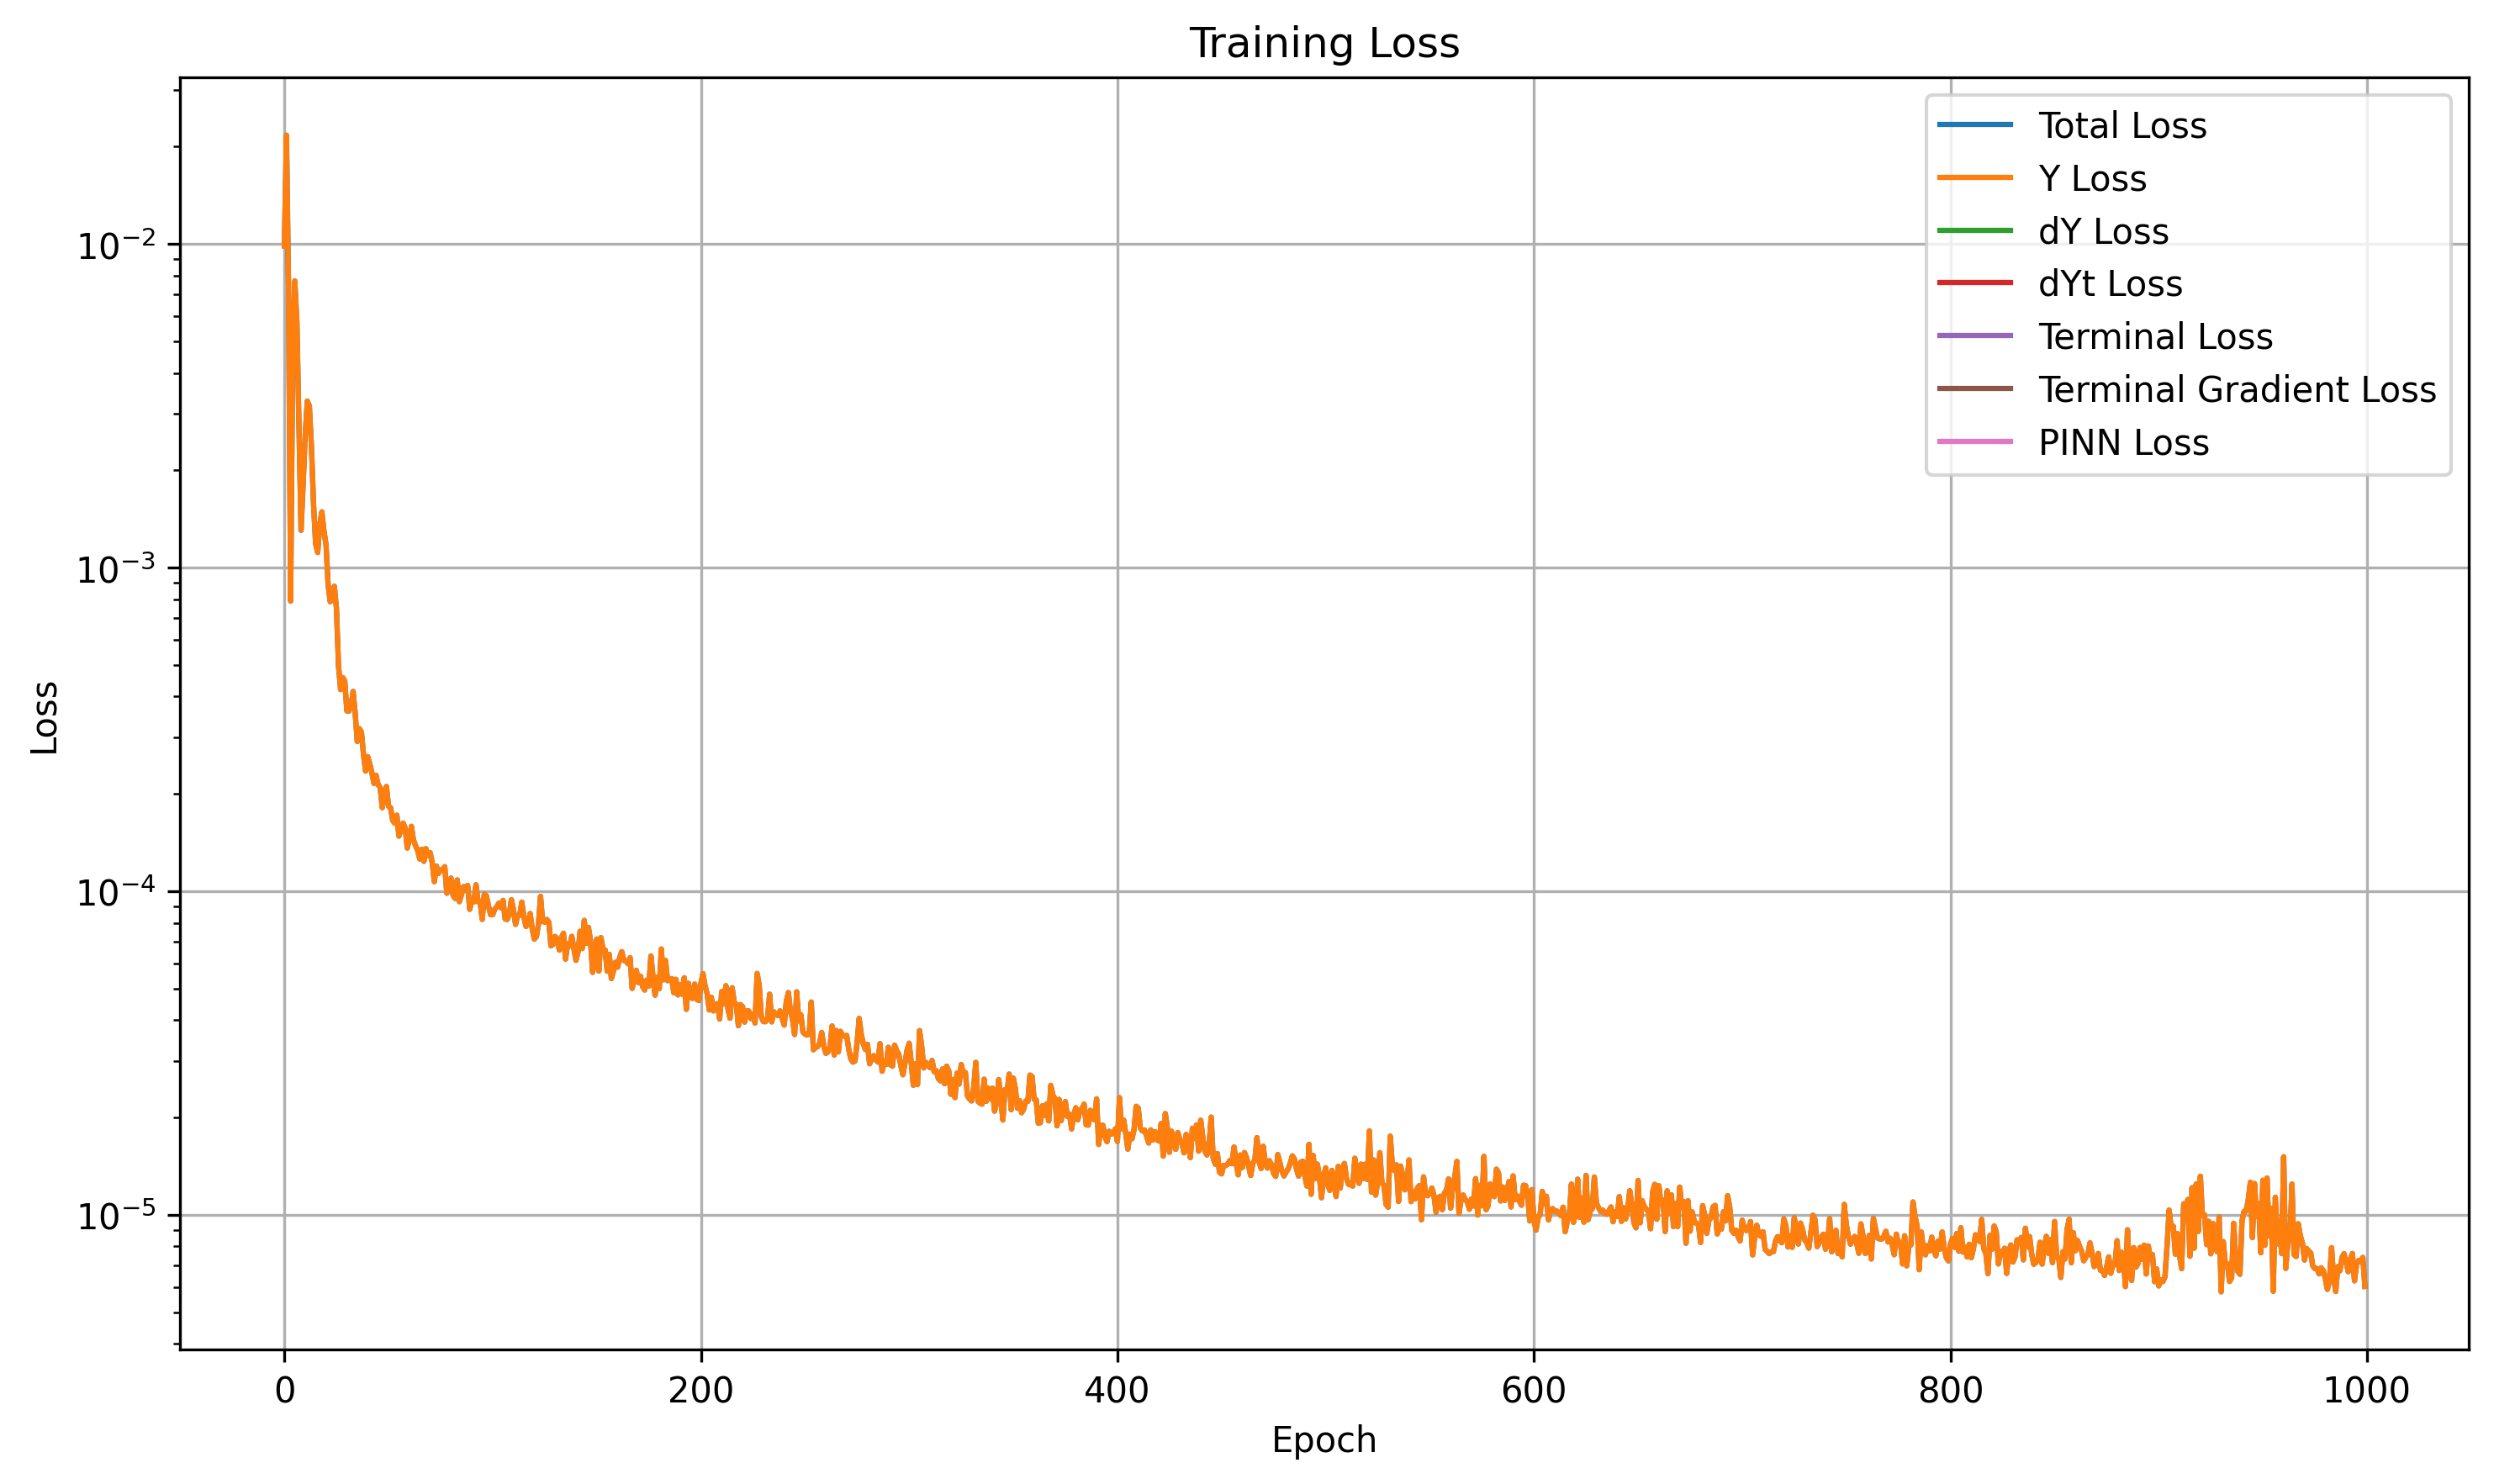 Training Loss
Total Loss
Y Loss
dY Loss
dYt Loss
Terminal Loss
Terminal Gradient Loss
PINN Loss
Loss
10⁻²
10⁻³
10⁻⁴
10⁻⁵
0 200 400 600 800 1000
Epoch